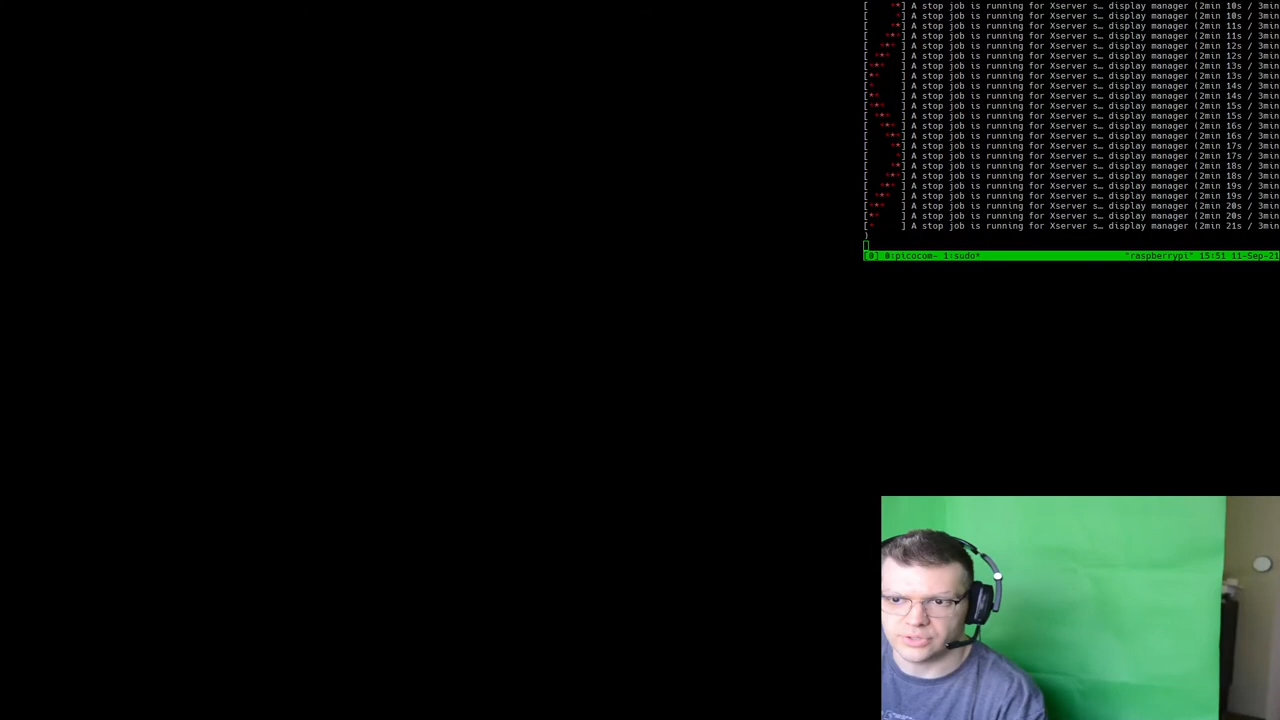 [    **] A stop job is running for Xserver s… display manager (2min 10s / 3min
[     *] A stop job is running for Xserver s… display manager (2min 10s / 3min
[    **] A stop job is running for Xserver s… display manager (2min 11s / 3min
[   ***] A stop job is running for Xserver s… display manager (2min 11s / 3min
[  *** ] A stop job is running for Xserver s… display manager (2min 12s / 3min
[ ***  ] A stop job is running for Xserver s… display manager (2min 12s / 3min
[***   ] A stop job is running for Xserver s… display manager (2min 13s / 3min
[**    ] A stop job is running for Xserver s… display manager (2min 13s / 3min
[*     ] A stop job is running for Xserver s… display manager (2min 14s / 3min
[**    ] A stop job is running for Xserver s… display manager (2min 14s / 3min
[***   ] A stop job is running for Xserver s… display manager (2min 15s / 3min
[ ***  ] A stop job is running for Xserver s… display manager (2min 15s / 3min
[  *** ] A stop job is running for Xserver s… display manager (2min 16s / 3min
[   ***] A stop job is running for Xserver s… display manager (2min 16s / 3min
[    **] A stop job is running for Xserver s… display manager (2min 17s / 3min
[     *] A stop job is running for Xserver s… display manager (2min 17s / 3min
[    **] A stop job is running for Xserver s… display manager (2min 18s / 3min
[   ***] A stop job is running for Xserver s… display manager (2min 18s / 3min
[  *** ] A stop job is running for Xserver s… display manager (2min 19s / 3min
[ ***  ] A stop job is running for Xserver s… display manager (2min 19s / 3min
[***   ] A stop job is running for Xserver s… display manager (2min 20s / 3min
[**    ] A stop job is running for Xserver s… display manager (2min 20s / 3min
[*     ] A stop job is running for Xserver s… display manager (2min 21s / 3min
)
[0] 0:picocom- 1:sudo* "raspberrypi" 15:51 11-Sep-21